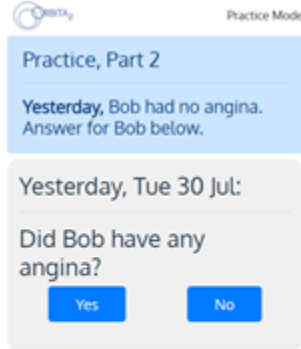 ORBITA2
Practice Mode
Practice, Part 2
Yesterday, Bob had no angina.
Answer for Bob below.
Yesterday, Tue 30 Jul:
Did Bob have any
angina?
Yes
No